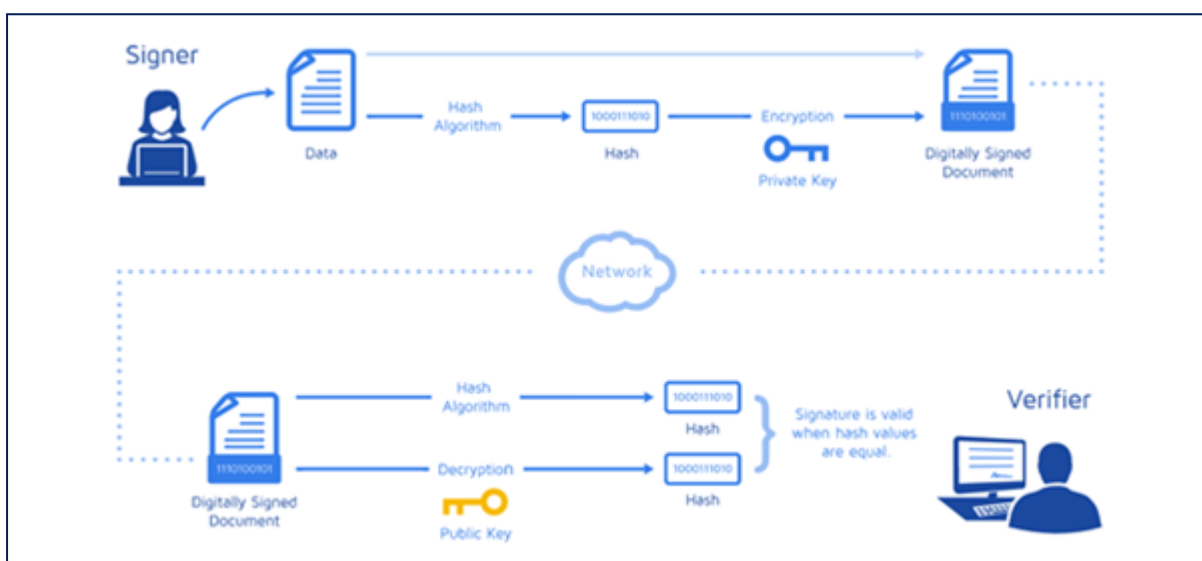 Signer
Data
Hash
Algorithm
1000111010
Hash
Encryption
Private Key
1110100101
Digitally Signed
Document
Network
1110100101
Digitally Signed
Document
Hash
Algorithm
1000111010
Hash
Decryption
Public Key
1000111010
Hash
Signature is valid
when hash values
are equal.
Verifier